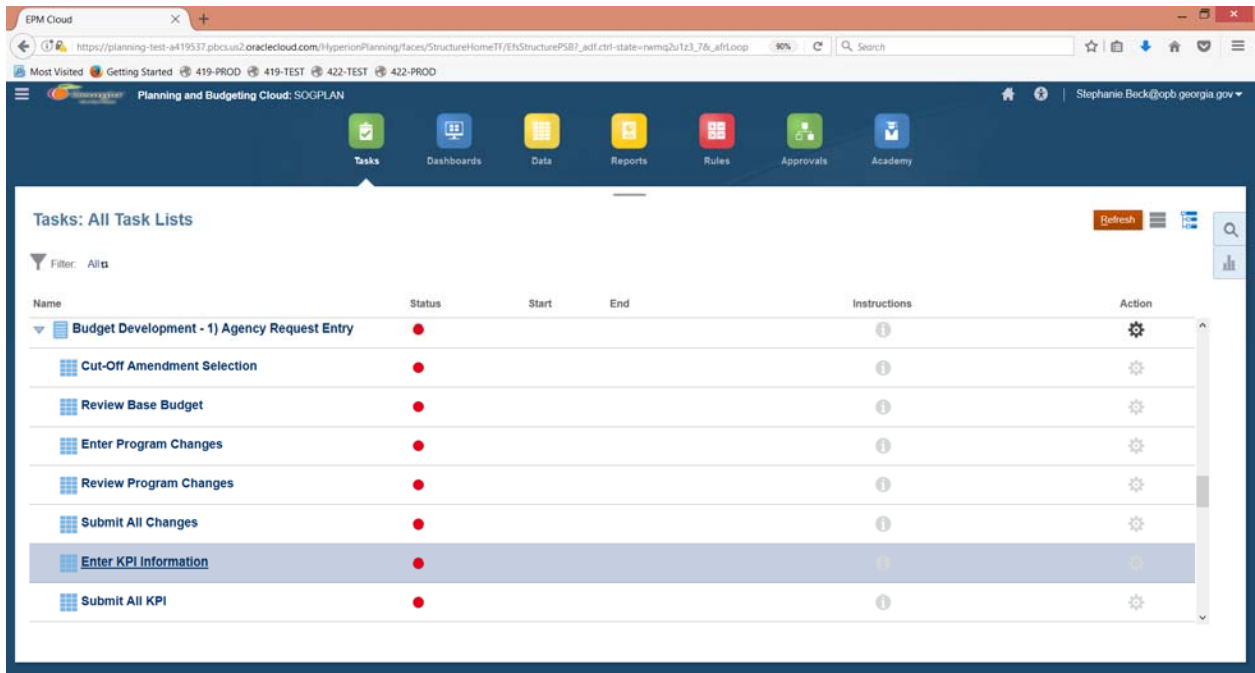 EPM Cloud
https://planning-test-a419537.pbcs.us2.oraclecloud.com/HyperionPlanning/faces/StructureHomeTF/EfsStructurePSB?_adf.ctrl-state=rwmq2u1z3_7&_afrLoop 90% Search
Most Visited Getting Started 419-PROD 419-TEST 422-TEST 422-PROD
Planning and Budgeting Cloud: SOGPLAN Stephanie.Beck@opb.georgia.gov
Tasks Dashboards Data Reports Rules Approvals Academy
Tasks: All Task Lists Refresh
Filter: All
Name Status Start End Instructions Action
Budget Development - 1) Agency Request Entry
Cut-Off Amendment Selection
Review Base Budget
Enter Program Changes
Review Program Changes
Submit All Changes
Enter KPI Information
Submit All KPI